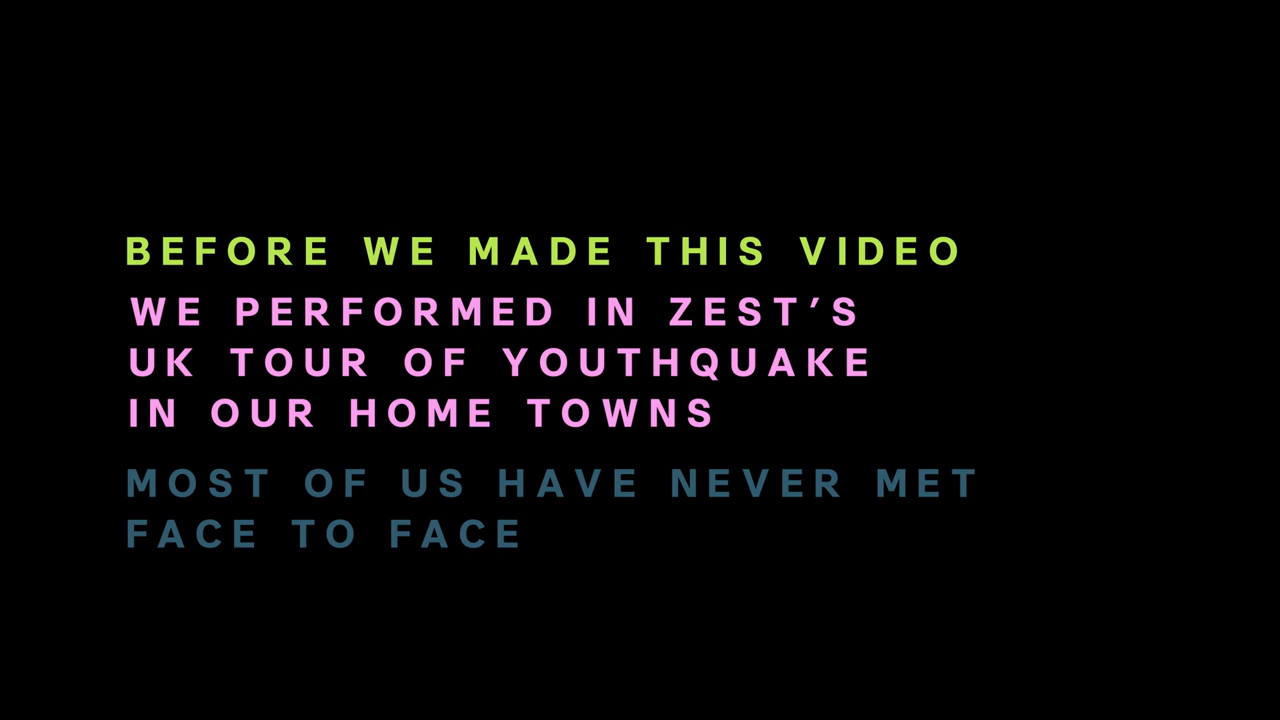 BEFORE WE MADE THIS VIDEO
WE PERFORMED IN ZEST’S
UK TOUR OF YOUTHQUAKE
IN OUR HOME TOWNS
MOST OF US HAVE NEVER MET
FACE TO FACE